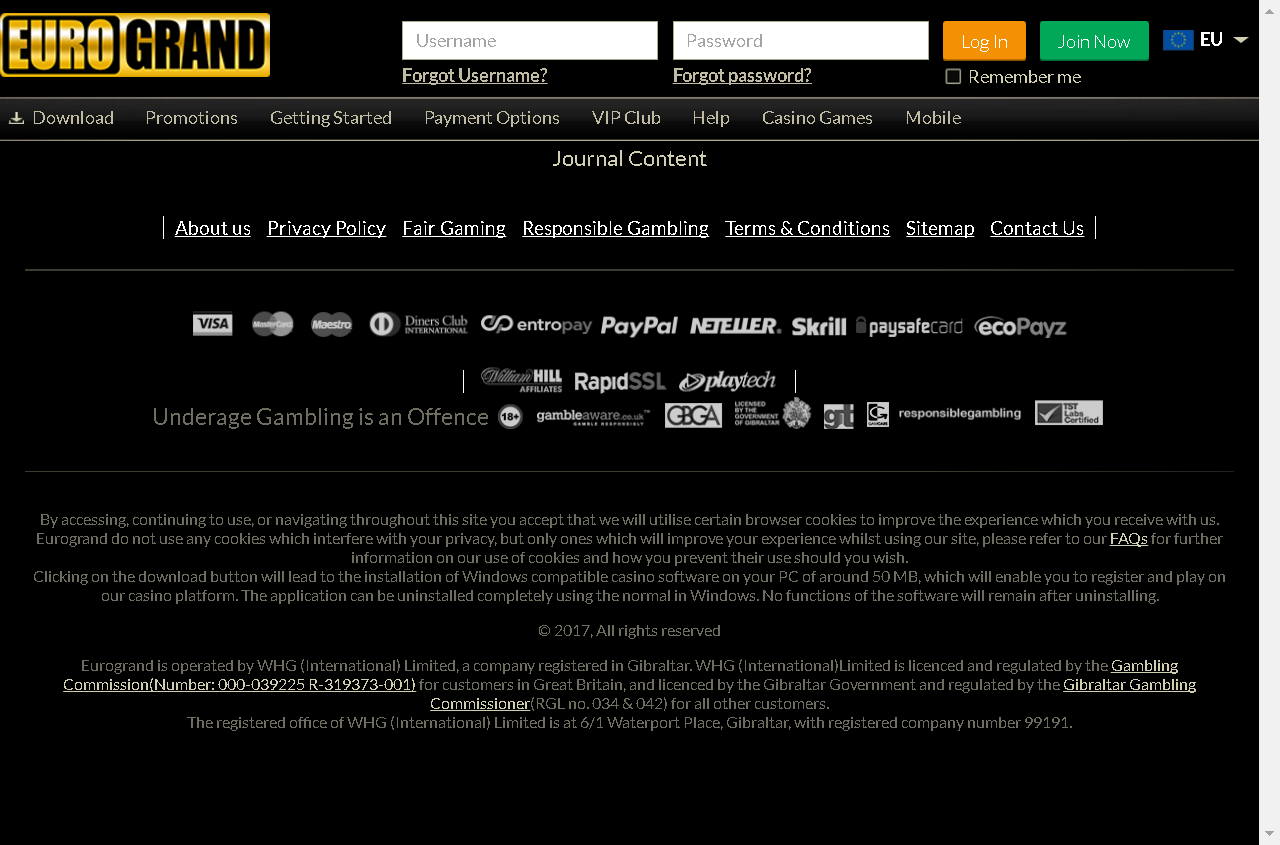 EURO GRAND
Username
Password
Log In
Join Now
EU
Forgot Username?
Forgot password?
Remember me
Download Promotions Getting Started Payment Options VIP Club Help Casino Games Mobile
Journal Content
About us Privacy Policy Fair Gaming Responsible Gambling Terms & Conditions Sitemap Contact Us
VISA MasterCard Maestro Diners Club INTERNATIONAL entropay PayPal NETELLER. Skrill paysafecard ecoPayz
William HILL AFFILIATES RapidSSL playtech
Underage Gambling is an Offence 18+ gambleaware.co.uk™ GAMBLE RESPONSIBLY GBGA LICENSED BY THE GOVERNMENT OF GIBRALTAR gt GAMCARE responsiblegambling TST Labs Certified
By accessing, continuing to use, or navigating throughout this site you accept that we will utilise certain browser cookies to improve the experience which you receive with us.
Eurogrand do not use any cookies which interfere with your privacy, but only ones which will improve your experience whilst using our site, please refer to our FAQs for further
information on our use of cookies and how you prevent their use should you wish.
Clicking on the download button will lead to the installation of Windows compatible casino software on your PC of around 50 MB, which will enable you to register and play on
our casino platform. The application can be uninstalled completely using the normal in Windows. No functions of the software will remain after uninstalling.
© 2017, All rights reserved
Eurogrand is operated by WHG (International) Limited, a company registered in Gibraltar. WHG (International)Limited is licenced and regulated by the Gambling
Commission(Number: 000-039225 R-319373-001) for customers in Great Britain, and licenced by the Gibraltar Government and regulated by the Gibraltar Gambling
Commissioner(RGL no. 034 & 042) for all other customers.
The registered office of WHG (International) Limited is at 6/1 Waterport Place, Gibraltar, with registered company number 99191.